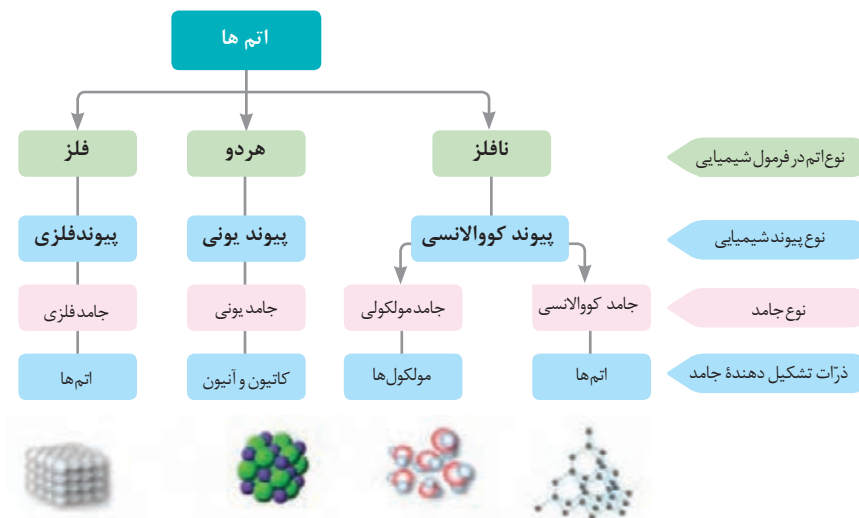 اتم ها
نوع اتم در فرمول شیمیایی
نافلز
هردو
فلز
نوع پیوند شیمیایی
پیوند کووالانسی
پیوند یونی
پیوند فلزی
نوع جامد
جامد کووالانسی
جامد مولکولی
جامد یونی
جامد فلزی
ذرّات تشکیل دهندهٔ جامد
اتم‌ها
مولکول‌ها
کاتیون و آنیون
اتم‌ها